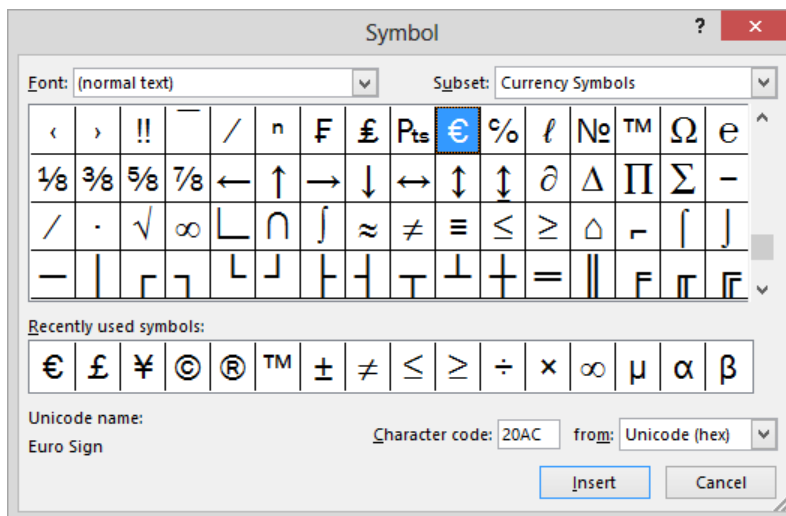 Symbol ? ×
Font: (normal text) Subset: Currency Symbols
‹ › ‼ ‾ ⁄ ⁿ ₣ ₤ ₧ € ℅ ℓ № ™ Ω ℮
⅛ ⅜ ⅝ ⅞ ← ↑ → ↓ ↔ ↕ ↨ ∂ ∆ ∏ ∑ −
∕ ∙ √ ∞ ∟ ∩ ∫ ≈ ≠ ≡ ≤ ≥ ⌂ ⌐ ⌠ ⌡
─ │ ┌ ┐ └ ┘ ├ ┤ ┬ ┴ ┼ ═ ║ ╒ ╓ ╔
Recently used symbols:
€ £ ¥ © ® ™ ± ≠ ≤ ≥ ÷ × ∞ µ α β
Unicode name:
Euro Sign
Character code: 20AC from: Unicode (hex)
Insert Cancel